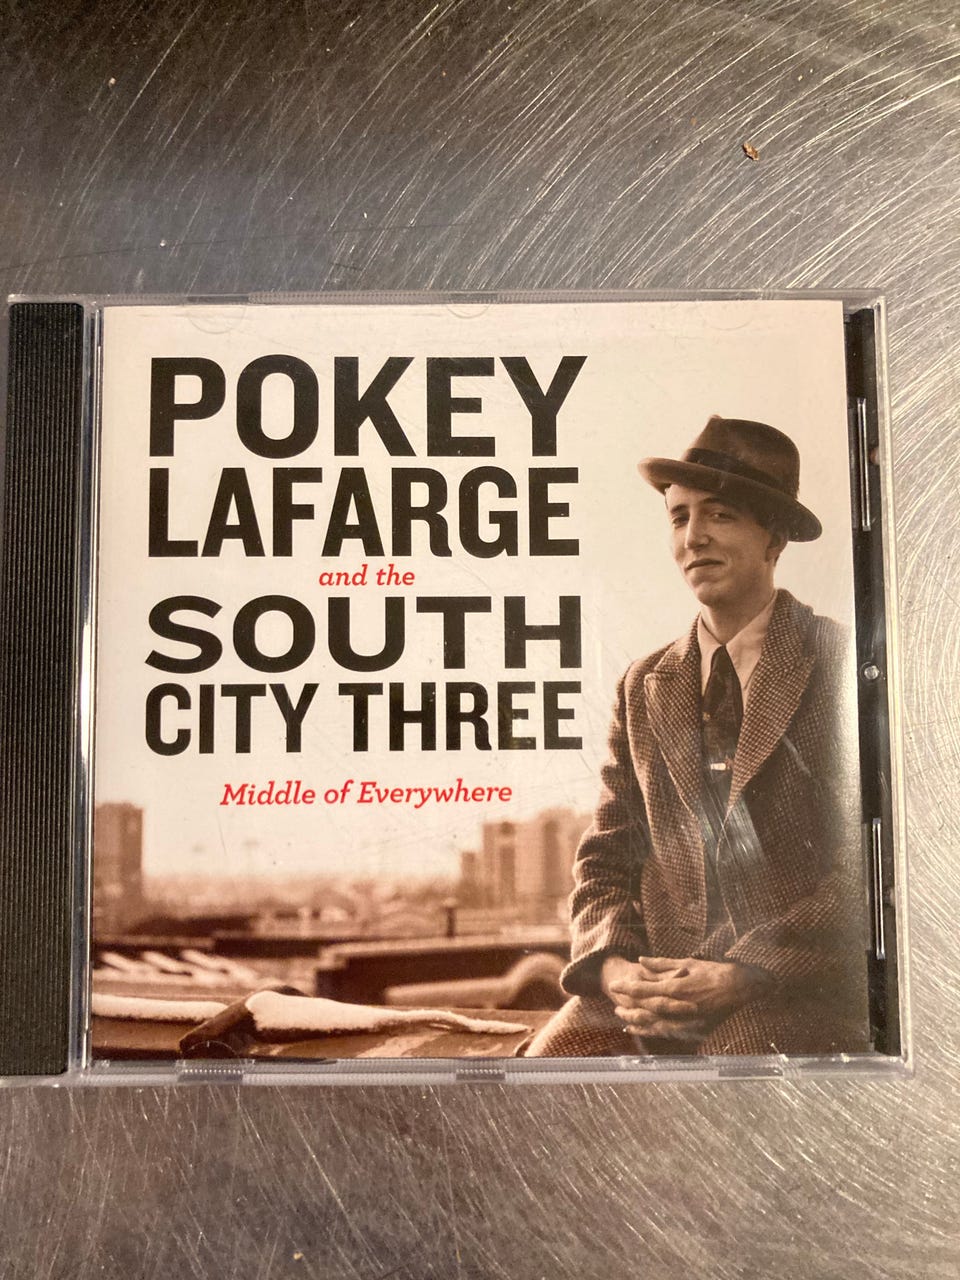 POKEY
LAFARGE
and the
SOUTH
CITY THREE
Middle of Everywhere